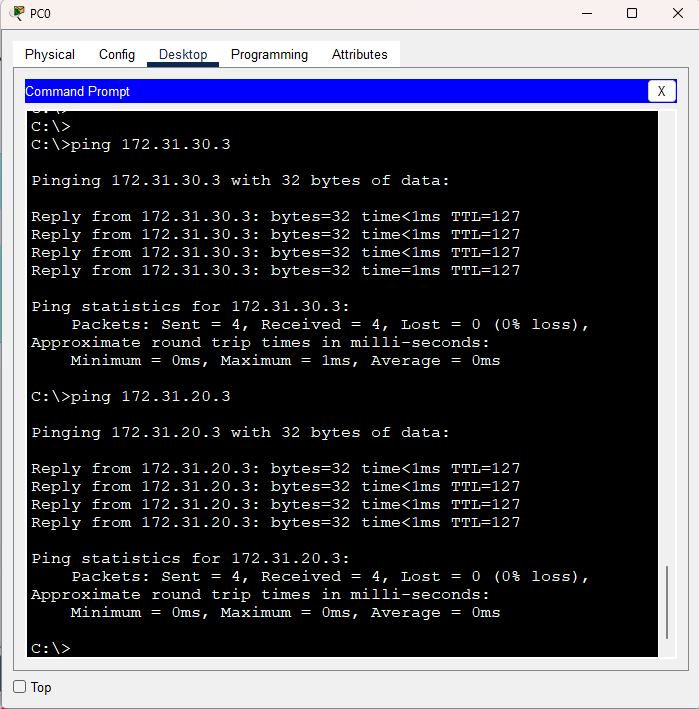 PC0
Physical Config Desktop Programming Attributes
Command Prompt X
C:\>
C:\>ping 172.31.30.3
Pinging 172.31.30.3 with 32 bytes of data:
Reply from 172.31.30.3: bytes=32 time<1ms TTL=127
Reply from 172.31.30.3: bytes=32 time<1ms TTL=127
Reply from 172.31.30.3: bytes=32 time<1ms TTL=127
Reply from 172.31.30.3: bytes=32 time=1ms TTL=127
Ping statistics for 172.31.30.3:
Packets: Sent = 4, Received = 4, Lost = 0 (0% loss),
Approximate round trip times in milli-seconds:
Minimum = 0ms, Maximum = 1ms, Average = 0ms
C:\>ping 172.31.20.3
Pinging 172.31.20.3 with 32 bytes of data:
Reply from 172.31.20.3: bytes=32 time<1ms TTL=127
Reply from 172.31.20.3: bytes=32 time<1ms TTL=127
Reply from 172.31.20.3: bytes=32 time<1ms TTL=127
Reply from 172.31.20.3: bytes=32 time<1ms TTL=127
Ping statistics for 172.31.20.3:
Packets: Sent = 4, Received = 4, Lost = 0 (0% loss),
Approximate round trip times in milli-seconds:
Minimum = 0ms, Maximum = 0ms, Average = 0ms
C:\>
Top